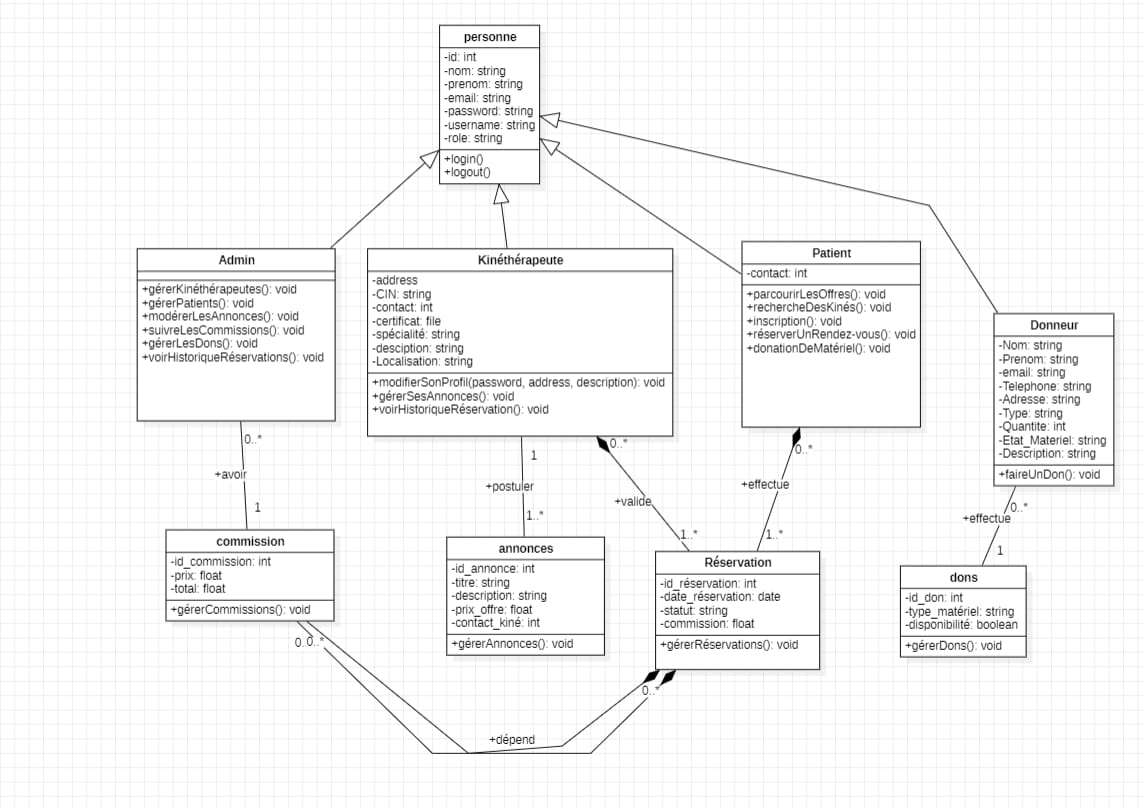 personne
-id: int
-nom: string
-prenom: string
-email: string
-password: string
-username: string
-role: string
+login()
+logout()
Admin
+gérerKinéthérapeutes(): void
+gérerPatients(): void
+modérerLesAnnonces(): void
+suivreLesCommissions(): void
+gérerLesDons(): void
+voirHistoriqueRéservations(): void
Kinéthérapeute
-address
-CIN: string
-contact: int
-certificat: file
-spécialité: string
-desciption: string
-Localisation: string
+modifierSonProfil(password, address, description): void
+gérerSesAnnonces(): void
+voirHistoriqueRéservation(): void
Patient
-contact: int
+parcourirLesOffres(): void
+rechercheDesKinés(): void
+inscription(): void
+réserverUnRendez-vous(): void
+donationDeMatériel(): void
Donneur
-Nom: string
-Prenom: string
-email: string
-Telephone: string
-Adresse: string
-Type: string
-Quantite: int
-Etat_Materiel: string
-Description: string
+faireUnDon(): void
0..*
+avoir
1
1
+postuler
1..*
0..*
+valide
1..*
0..*
+effectue
1..*
0..*
+effectue
1
commission
-id_commission: int
-prix: float
-total: float
+gérerCommissions(): void
annonces
-id_annonce: int
-titre: string
-description: string
-prix_offre: float
-contact_kiné: int
+gérerAnnonces(): void
Réservation
-id_réservation: int
-date_réservation: date
-statut: string
-commission: float
+gérerRéservations(): void
dons
-id_don: int
-type_matériel: string
-disponibilité: boolean
+gérerDons(): void
0..0..*
0..*
+dépend